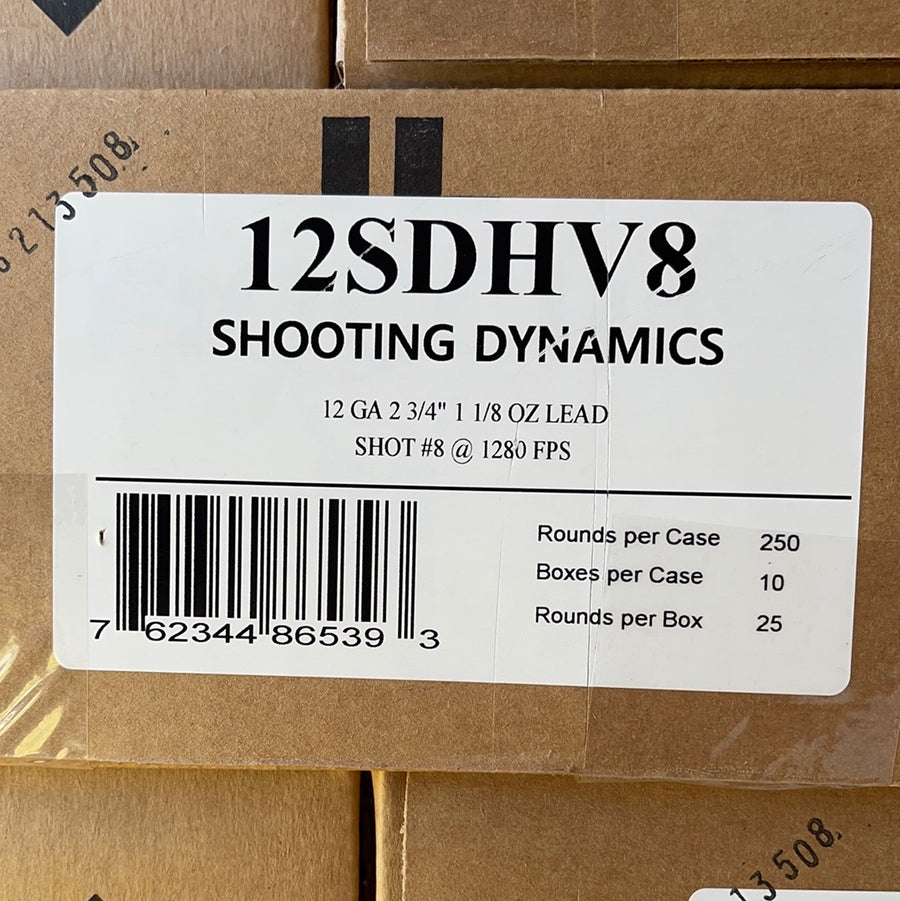 213508
12SDHV8
SHOOTING DYNAMICS
12 GA 2 3/4" 1 1/8 OZ LEAD
SHOT #8 @ 1280 FPS
Rounds per Case 250
Boxes per Case 10
Rounds per Box 25
7 62344 86539 3
13508